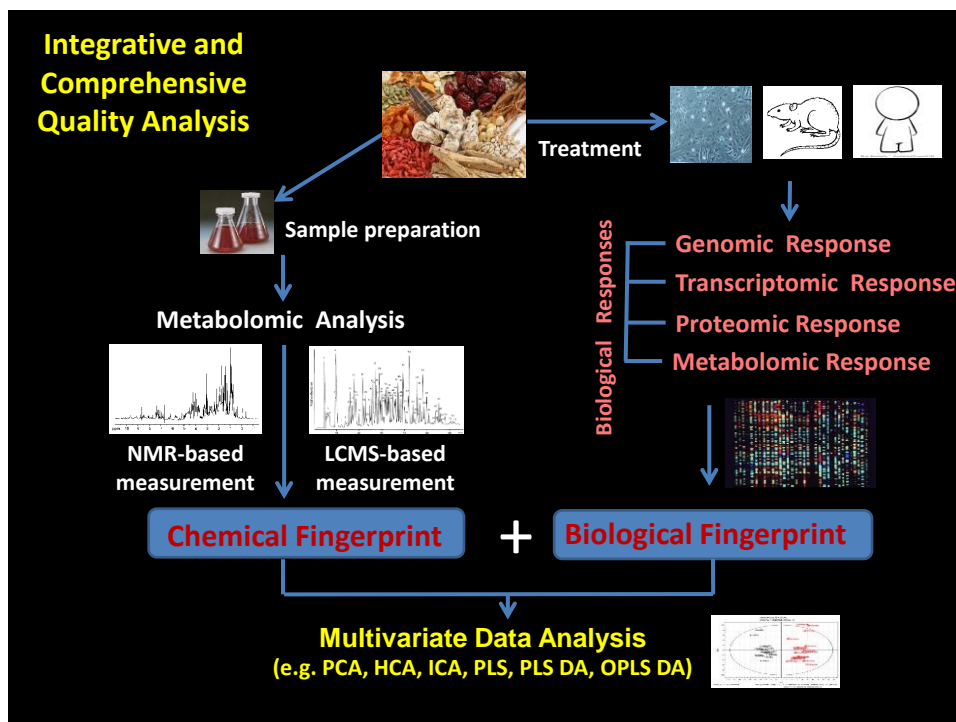 Integrative and
Comprehensive
Quality Analysis
Treatment
Sample preparation
Metabolomic Analysis
NMR-based
measurement
LCMS-based
measurement
Biological Responses
Genomic Response
Transcriptomic Response
Proteomic Response
Metabolomic Response
Chemical Fingerprint
+
Biological Fingerprint
Multivariate Data Analysis
(e.g. PCA, HCA, ICA, PLS, PLS DA, OPLS DA)